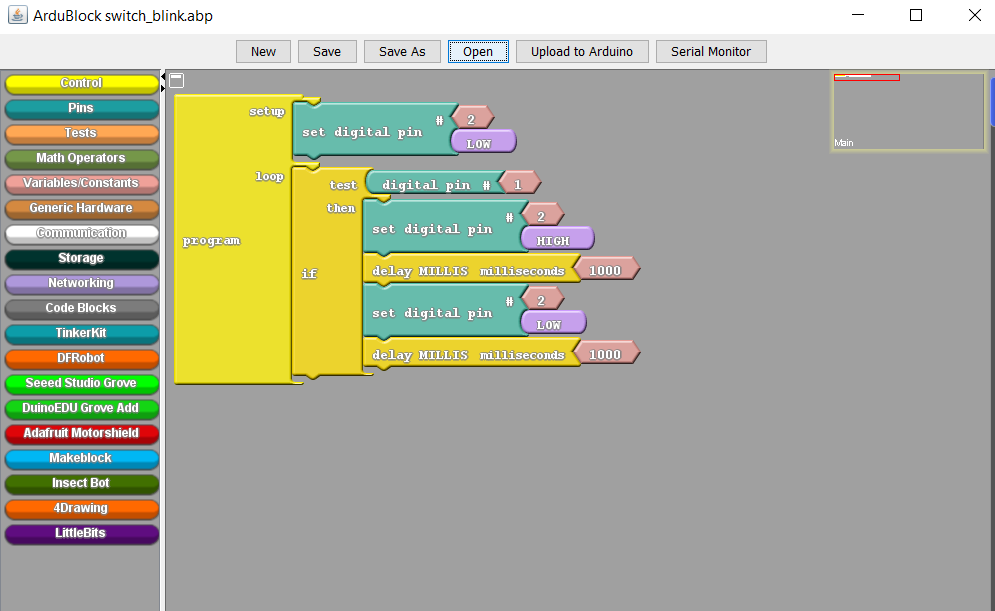 ArduBlock switch_blink.abp
New Save Save As Open Upload to Arduino Serial Monitor
Control
Pins
Tests
Math Operators
Variables/Constants
Generic Hardware
Communication
Storage
Networking
Code Blocks
TinkerKit
DFRobot
Seeed Studio Grove
DuinoEDU Grove Add
Adafruit Motorshield
Makeblock
Insect Bot
4Drawing
LittleBits
program
setup
set digital pin # 2
LOW
loop
if
test digital pin # 1
then
set digital pin # 2
HIGH
delay MILLIS milliseconds 1000
set digital pin # 2
LOW
delay MILLIS milliseconds 1000
Main